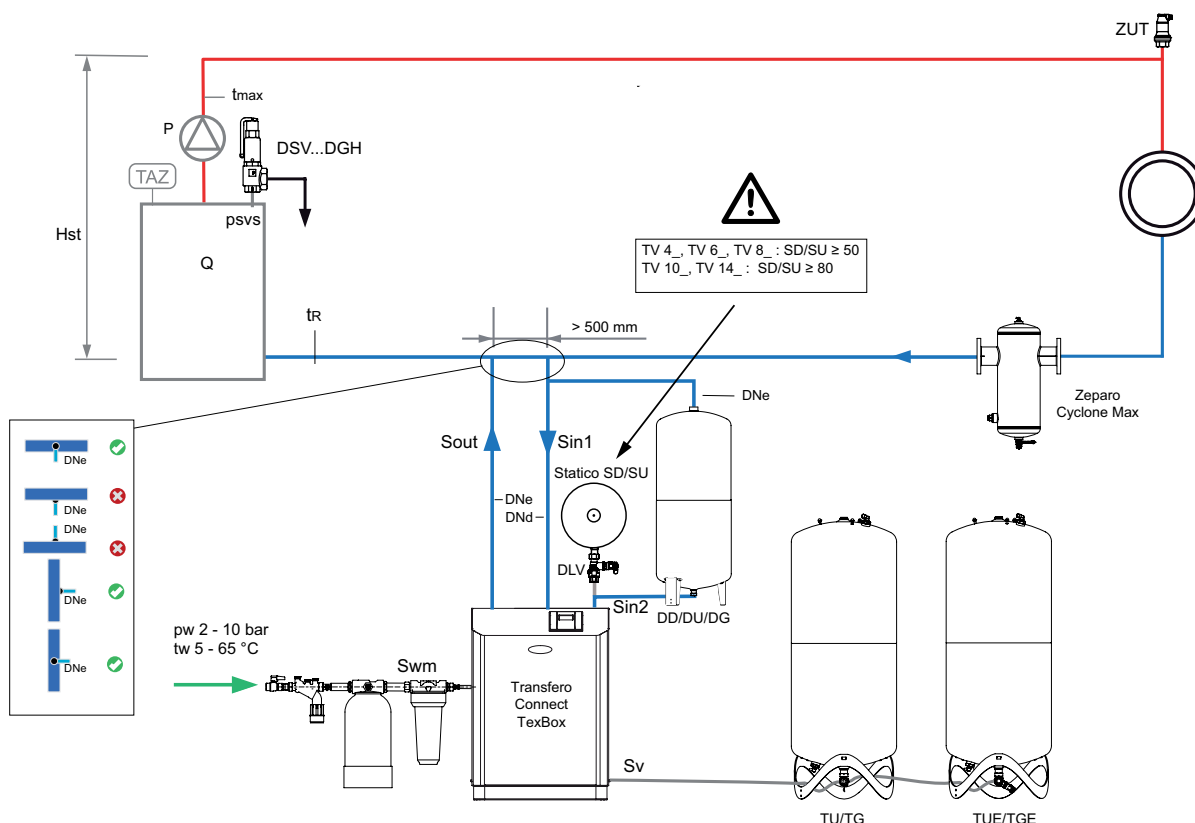 ZUT
tmax
P
DSV...DGH
TAZ
psvs
Hst
Q
TV 4_, TV 6_, TV 8_ : SD/SU ≥ 50
TV 10_, TV 14_ : SD/SU ≥ 80
tR
> 500 mm
DNe
Zeparo
Cyclone Max
Sout
Sin1
Statico SD/SU
DNe
DNd
DLV
Sin2
DD/DU/DG
DNe
DNe
DNe
DNe
DNe
pw 2 - 10 bar
tw 5 - 65 °C
Swm
Transfero
Connect
TexBox
Sv
TU/TG
TUE/TGE